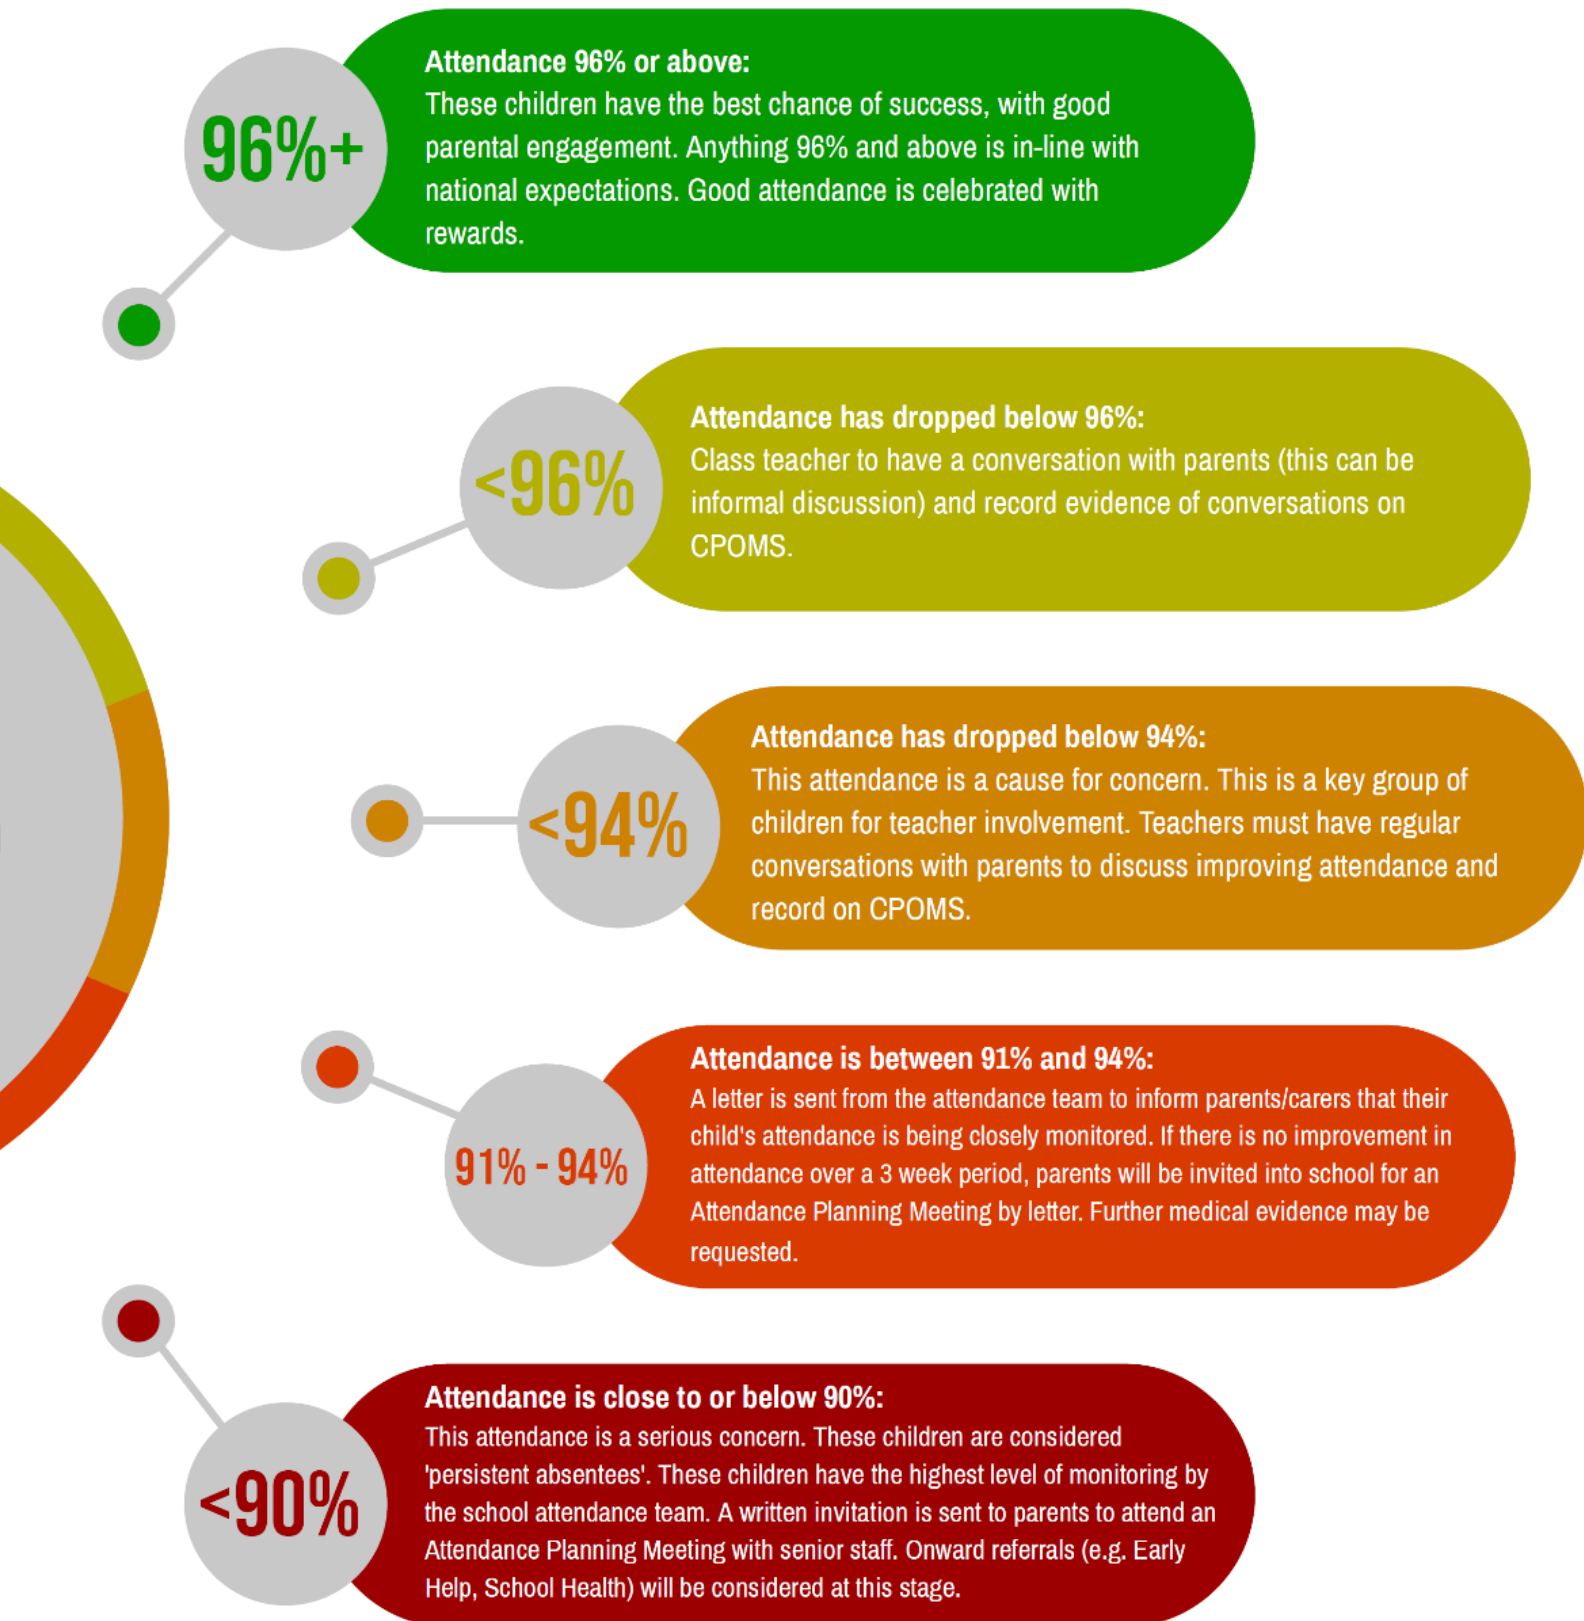 96%+
Attendance 96% or above:
These children have the best chance of success, with good
parental engagement. Anything 96% and above is in-line with
national expectations. Good attendance is celebrated with
rewards.
<96%
Attendance has dropped below 96%:
Class teacher to have a conversation with parents (this can be
informal discussion) and record evidence of conversations on
CPOMS.
<94%
Attendance has dropped below 94%:
This attendance is a cause for concern. This is a key group of
children for teacher involvement. Teachers must have regular
conversations with parents to discuss improving attendance and
record on CPOMS.
91% - 94%
Attendance is between 91% and 94%:
A letter is sent from the attendance team to inform parents/carers that their
child's attendance is being closely monitored. If there is no improvement in
attendance over a 3 week period, parents will be invited into school for an
Attendance Planning Meeting by letter. Further medical evidence may be
requested.
<90%
Attendance is close to or below 90%:
This attendance is a serious concern. These children are considered
'persistent absentees'. These children have the highest level of monitoring by
the school attendance team. A written invitation is sent to parents to attend an
Attendance Planning Meeting with senior staff. Onward referrals (e.g. Early
Help, School Health) will be considered at this stage.